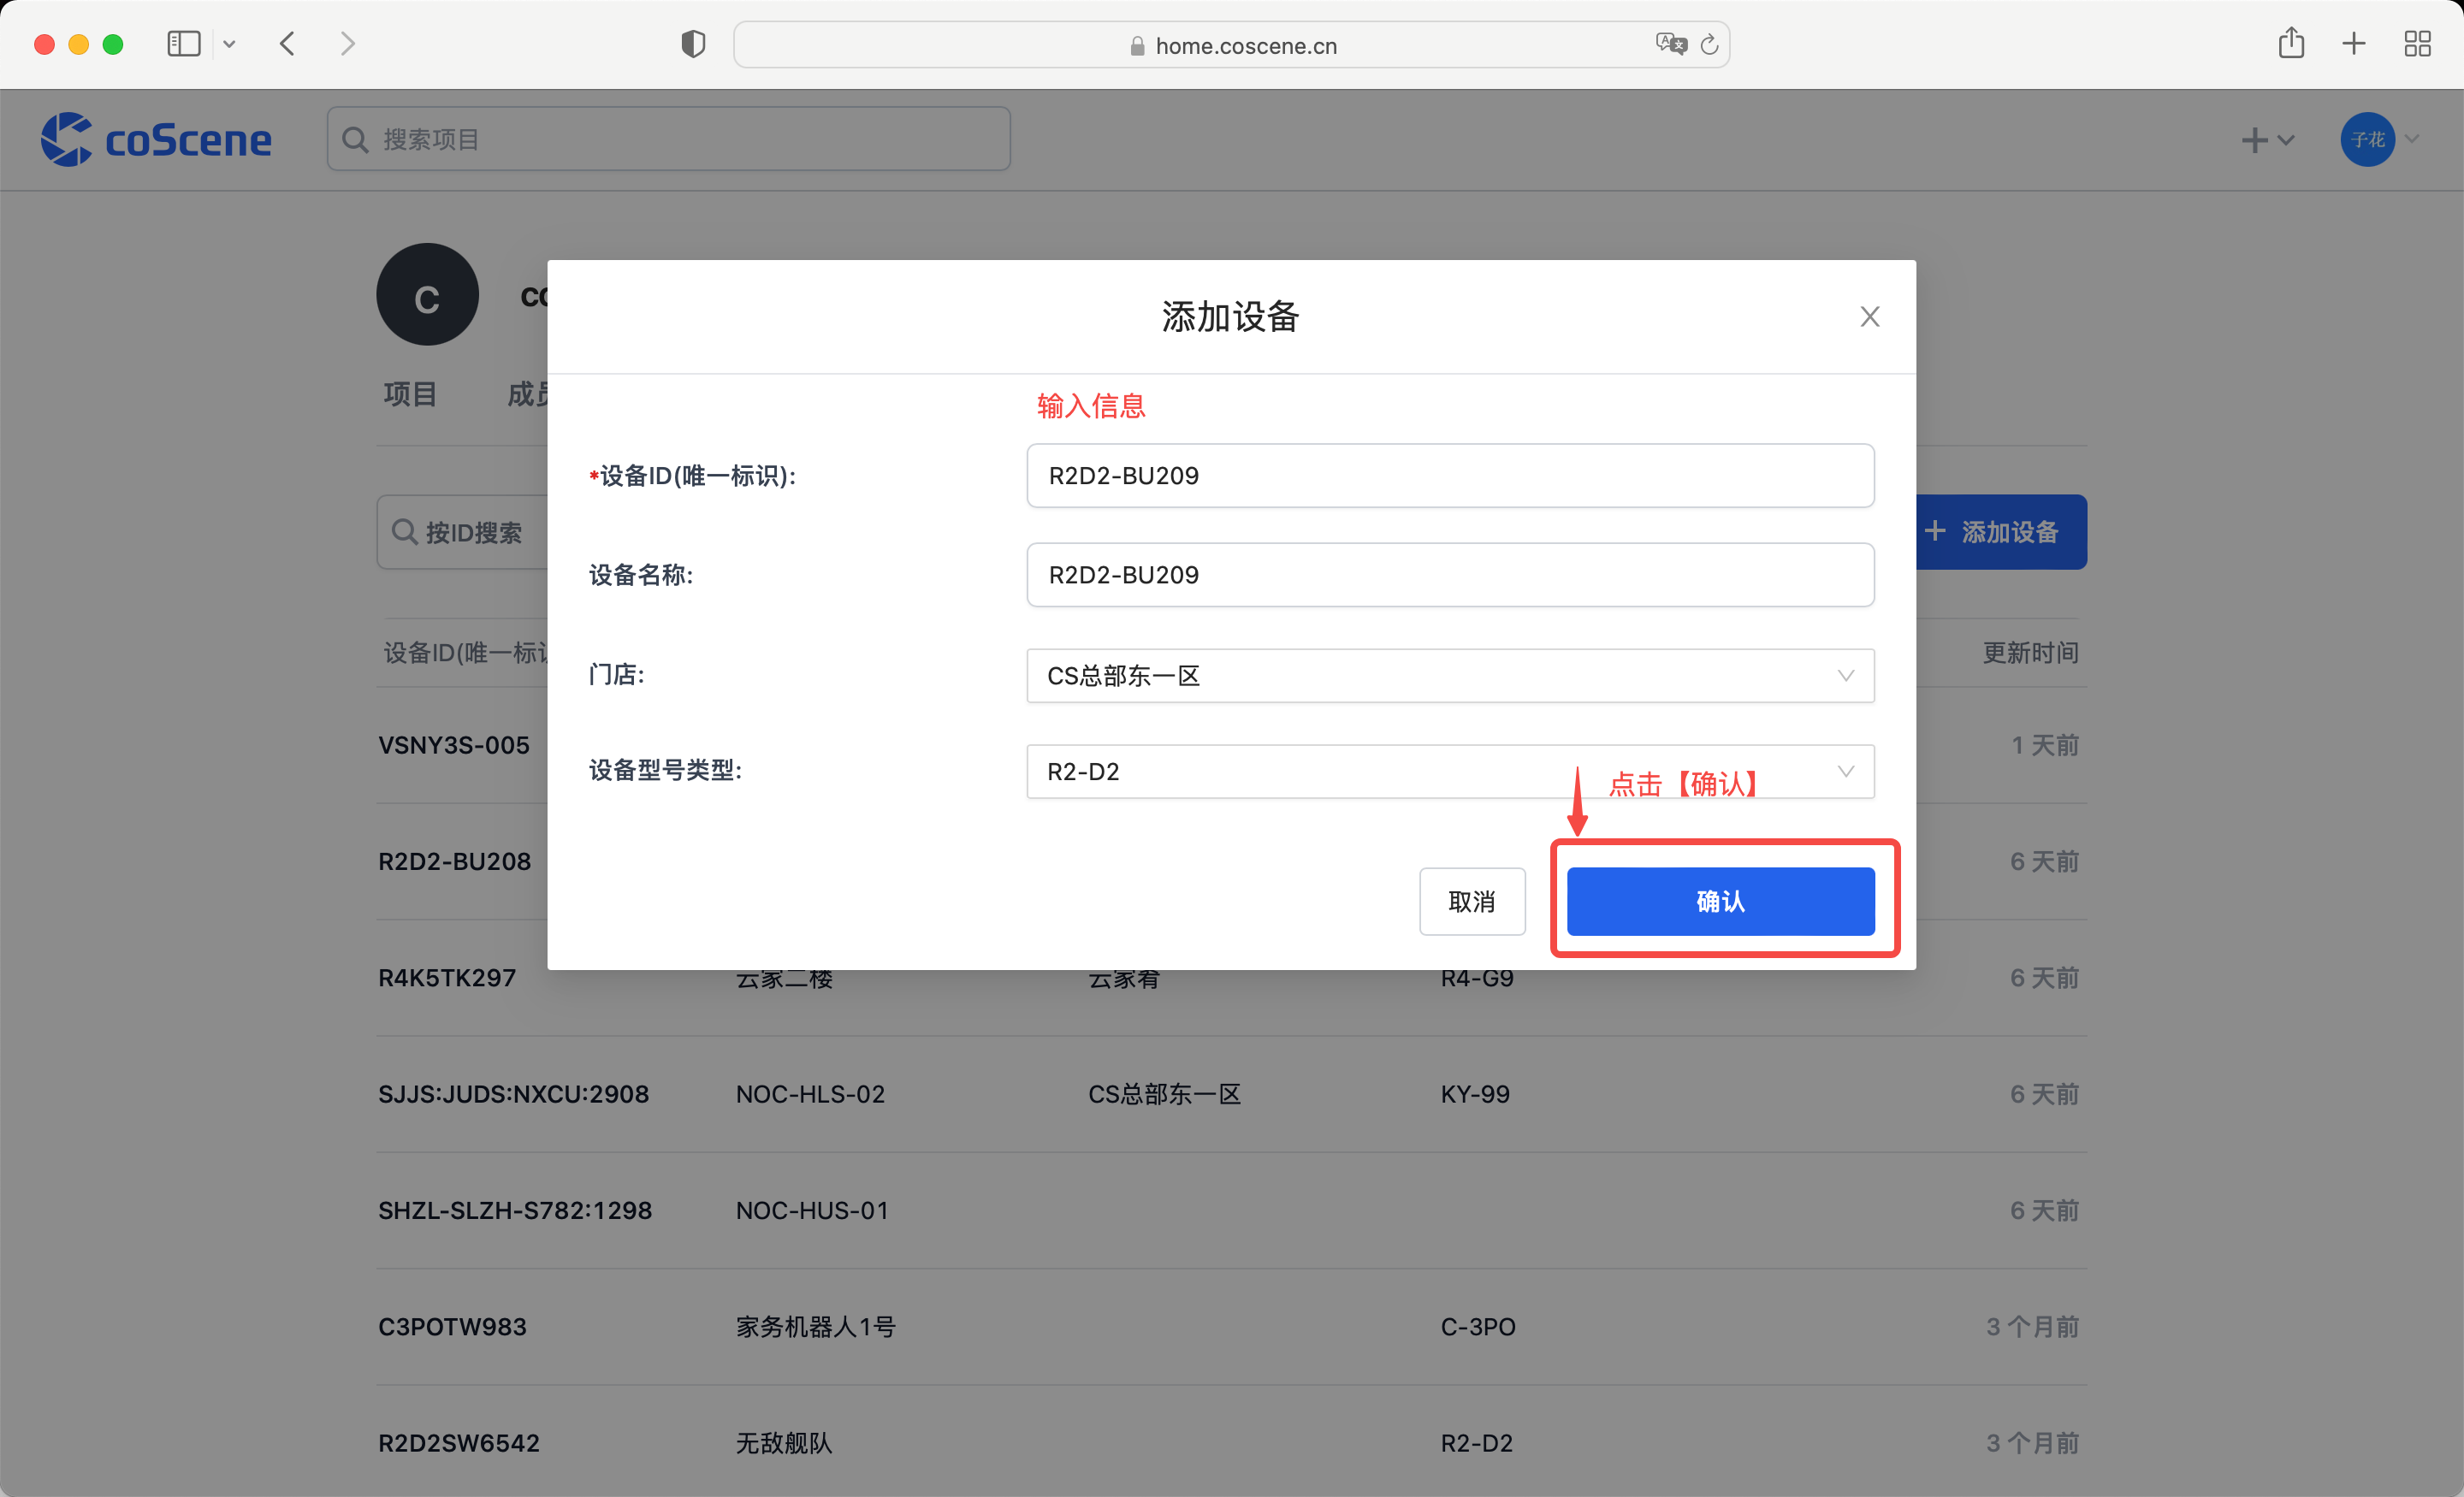 home.coscene.cn
coScene
搜索项目
子花
C
项目
添加设备
输入信息
*设备ID(唯一标识):
R2D2-BU209
设备名称:
R2D2-BU209
门店:
CS总部东一区
设备型号类型:
R2-D2
点击【确认】
取消
确认
按ID搜索
添加设备
设备ID(唯一标识
更新时间
VSNY3S-005
1 天前
R2D2-BU208
6 天前
R4K5TK297 云家二楼 云家肴 R4-G9 6 天前
SJJS:JUDS:NXCU:2908 NOC-HLS-02 CS总部东一区 KY-99 6 天前
SHZL-SLZH-S782:1298 NOC-HUS-01 6 天前
C3POTW983 家务机器人1号 C-3PO 3 个月前
R2D2SW6542 无敌舰队 R2-D2 3 个月前